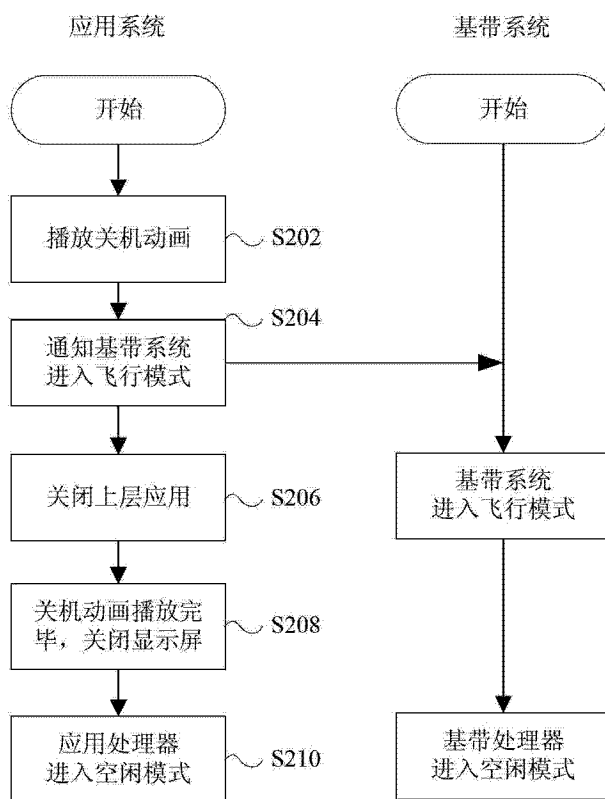 应用系统
基带系统
开始
开始
播放关机动画
S202
S204
通知基带系统
进入飞行模式
基带系统
进入飞行模式
关闭上层应用
S206
关机动画播放完
毕，关闭显示屏
S208
应用处理器
进入空闲模式
S210
基带处理器
进入空闲模式